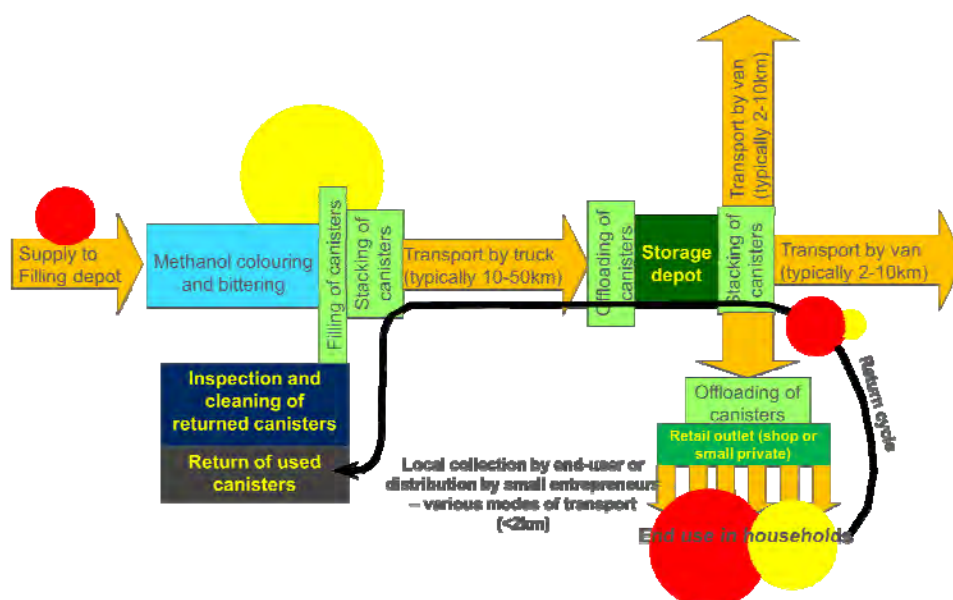 Supply to
Filling depot
Methanol colouring
and bittering
Filling of canisters
Stacking of
canisters
Transport by truck
(typically 10-50km)
Offloading of
canisters
Storage
depot
Stacking of
canisters
Transport by van
(typically 2-10km)
Transport by van
(typically 2-10km)
Inspection and
cleaning of
returned canisters
Return of used
canisters
Offloading of
canisters
Retail outlet (shop or
small private)
Return cycle
Local collection by end-user or
distribution by small entrepreneurs
– various modes of transport
(<2km)
End use in households